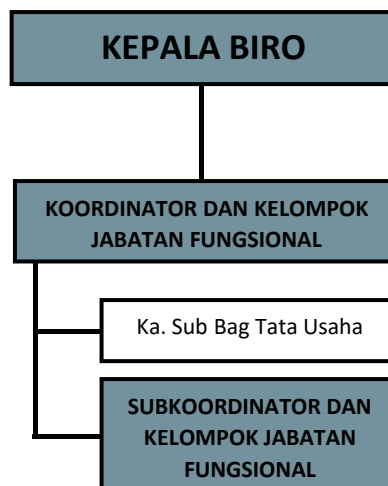 KEPALA BIRO
KOORDINATOR DAN KELOMPOK
JABATAN FUNGSIONAL
Ka. Sub Bag Tata Usaha
SUBKOORDINATOR DAN
KELOMPOK JABATAN
FUNGSIONAL